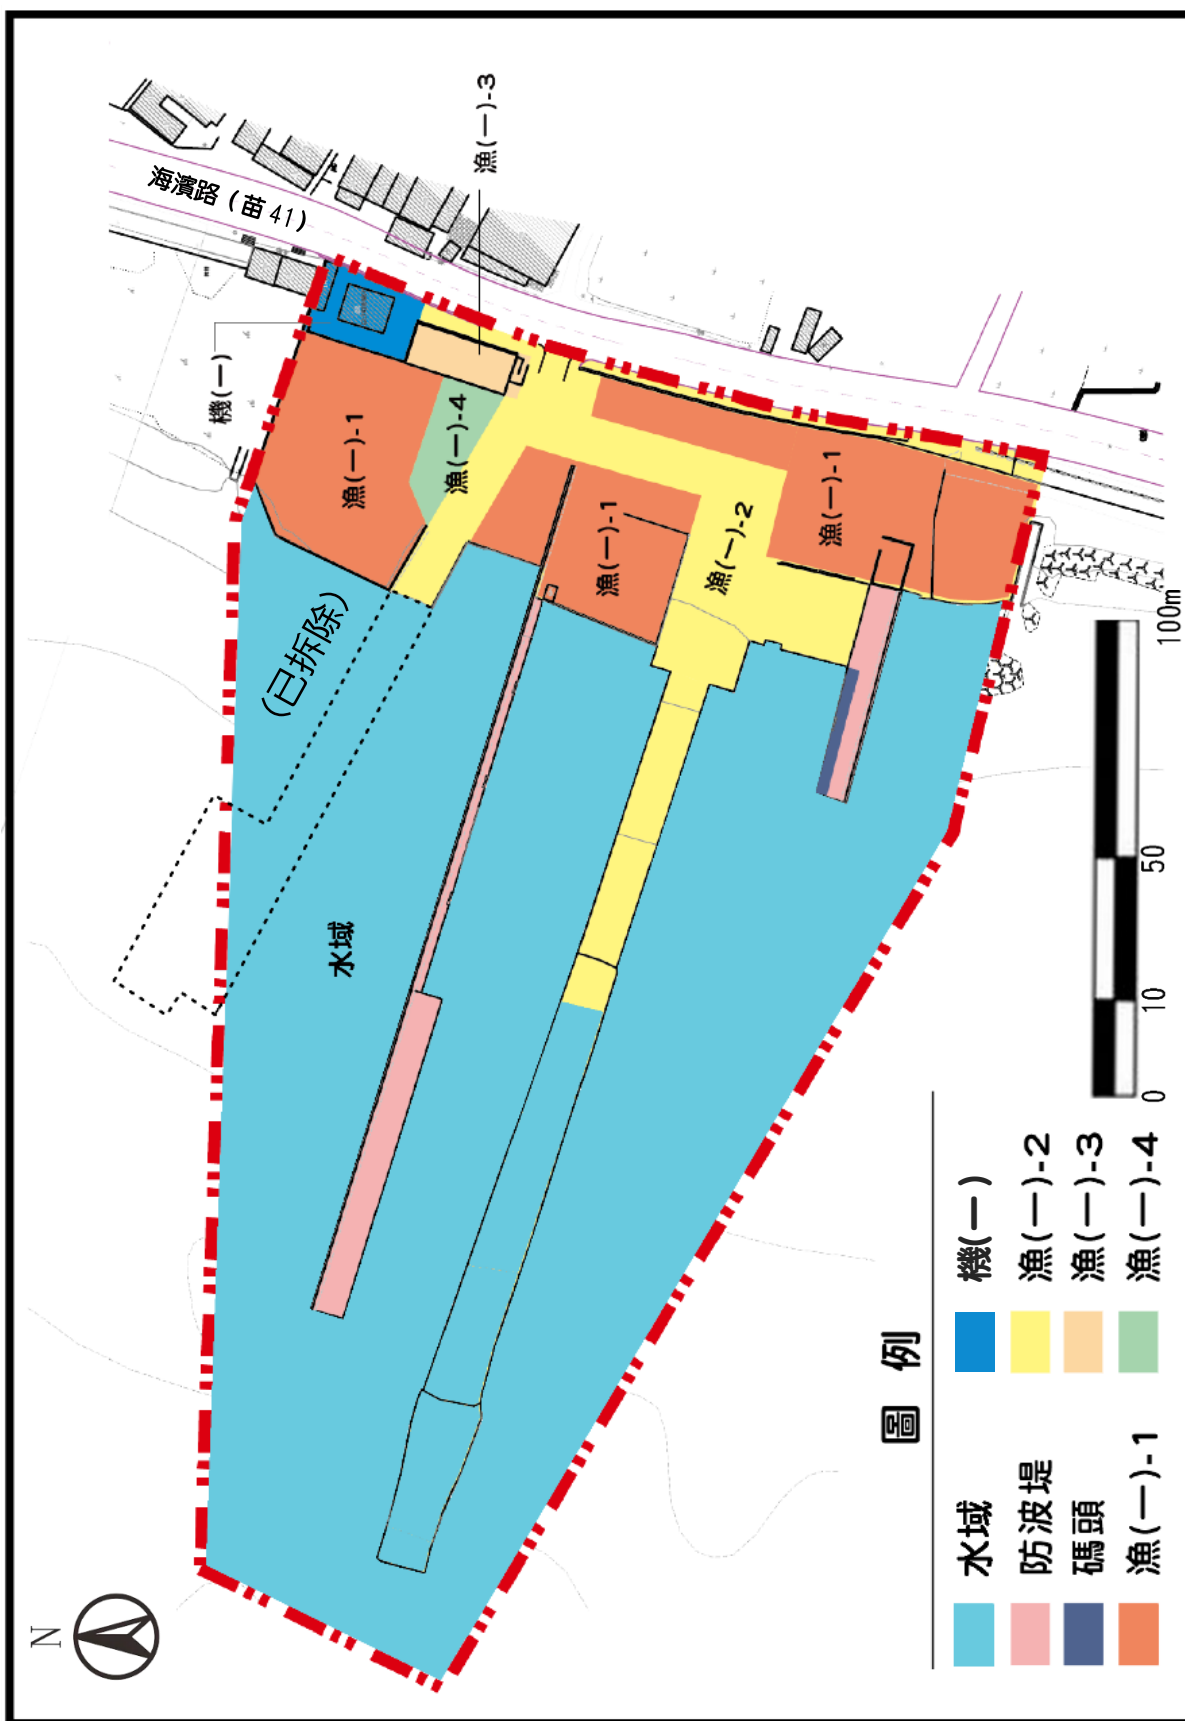 海濱路（苗41）
漁(一)-3
機(一)
漁(一)-1
漁(一)-4
漁(一)-1
漁(一)-2
漁(一)-1
(已拆除)
水域
N
圖例
水域
防波堤
碼頭
漁(一)-1
機(一)
漁(一)-2
漁(一)-3
漁(一)-4
0 10 50 100m